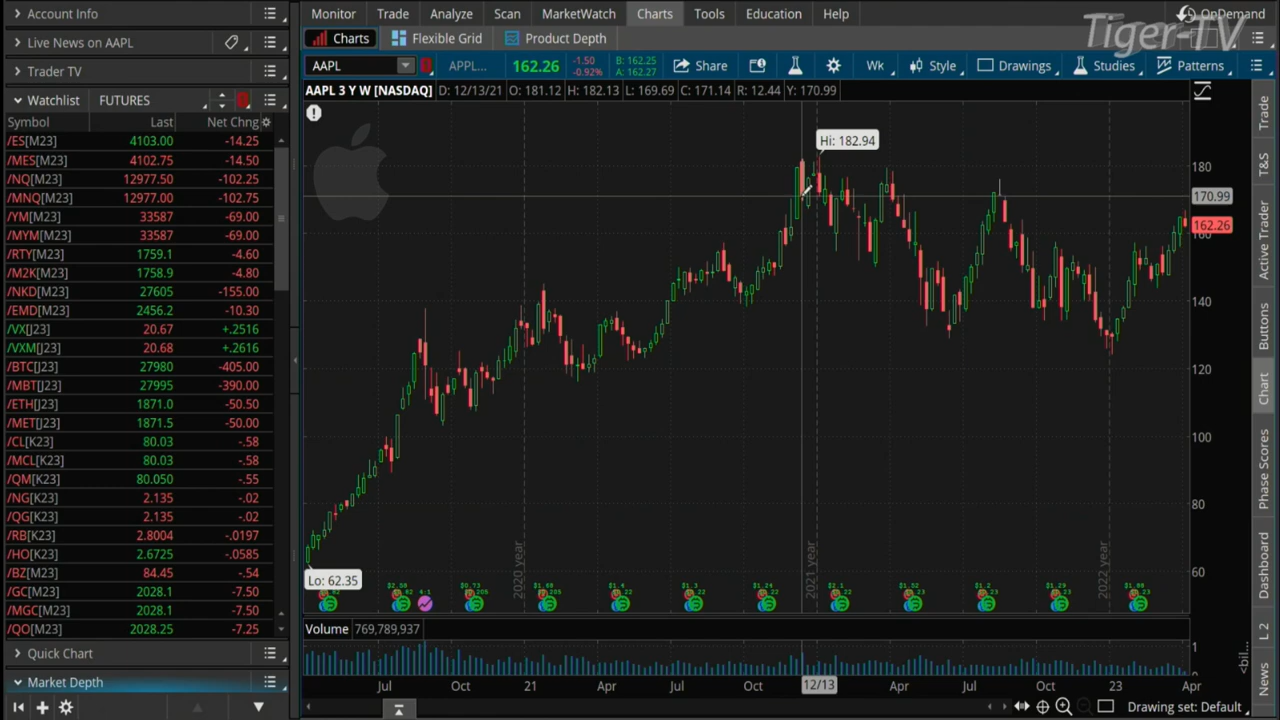 Account Info
Live News on AAPL
Trader TV
Watchlist FUTURES
Symbol Last Net Chng
/ES[M23] 4103.00 -14.25
/MES[M23] 4102.75 -14.50
/NQ[M23] 12977.50 -102.25
/MNQ[M23] 12977.00 -102.75
/YM[M23] 33587 -69.00
/MYM[M23] 33587 -69.00
/RTY[M23] 1759.1 -4.60
/M2K[M23] 1758.9 -4.80
/NKD[M23] 27605 -155.00
/EMD[M23] 2456.2 -10.30
/VX[J23] 20.67 +.2516
/VXM[J23] 20.68 +.2616
/BTC[J23] 27980 -405.00
/MBT[J23] 27995 -390.00
/ETH[J23] 1871.0 -50.50
/MET[J23] 1871.5 -50.00
/CL[K23] 80.03 -.58
/MCL[K23] 80.03 -.58
/QM[K23] 80.050 -.55
/NG[K23] 2.135 -.02
/QG[K23] 2.135 -.02
/RB[K23] 2.8004 -.0197
/HO[K23] 2.6725 -.0585
/BZ[M23] 84.45 -.54
/GC[M23] 2028.1 -7.50
/MGC[M23] 2028.1 -7.50
/QO[M23] 2028.25 -7.25
Quick Chart
Market Depth
Monitor Trade Analyze Scan MarketWatch Charts Tools Education Help OnDemand
Tiger-TV
Charts Flexible Grid Product Depth
AAPL APPL... 162.26 -1.50 -0.92% B: 162.25 A: 162.27 Share Wk Style Drawings Studies Patterns
AAPL 3 Y W [NASDAQ] D: 12/13/21 O: 181.12 H: 182.13 L: 169.69 C: 171.14 R: 12.44 Y: 170.99
Hi: 182.94
180
170.99
162.26
160
140
120
100
80
60
Lo: 62.35
2020 year
2021 year
2022 year
Volume 769,789,937
1
<bil...
Jul Oct 21 Apr Jul Oct 12/13 Apr Jul Oct 23 Apr
Drawing set: Default
Trade
T&S
Active Trader
Buttons
Chart
Phase Scores
Dashboard
L 2
News